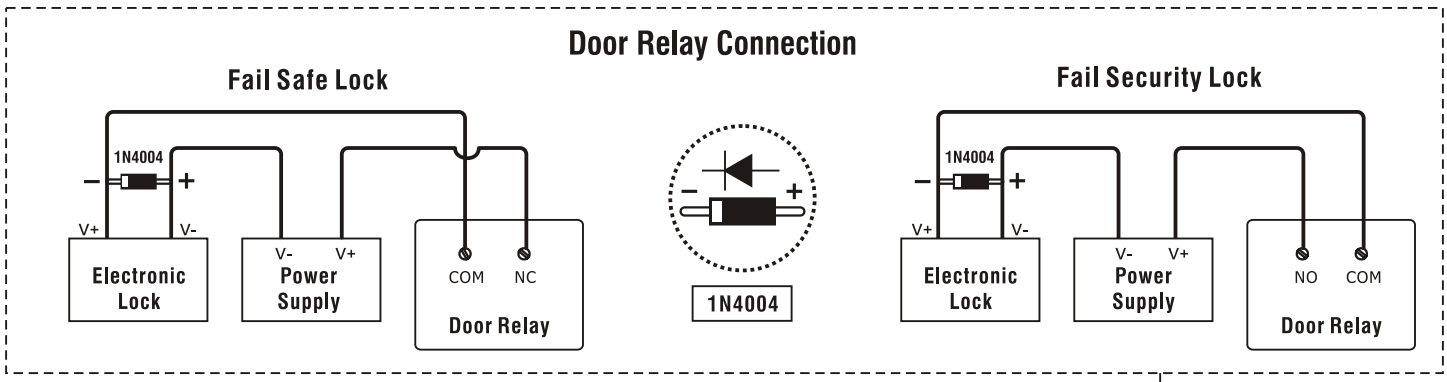 Door Relay Connection
Fail Safe Lock
1N4004
− +
V+ V-
Electronic
Lock
V- V+
Power
Supply
COM NC
Door Relay
− +
1N4004
Fail Security Lock
1N4004
− +
V+ V-
Electronic
Lock
V- V+
Power
Supply
NO COM
Door Relay